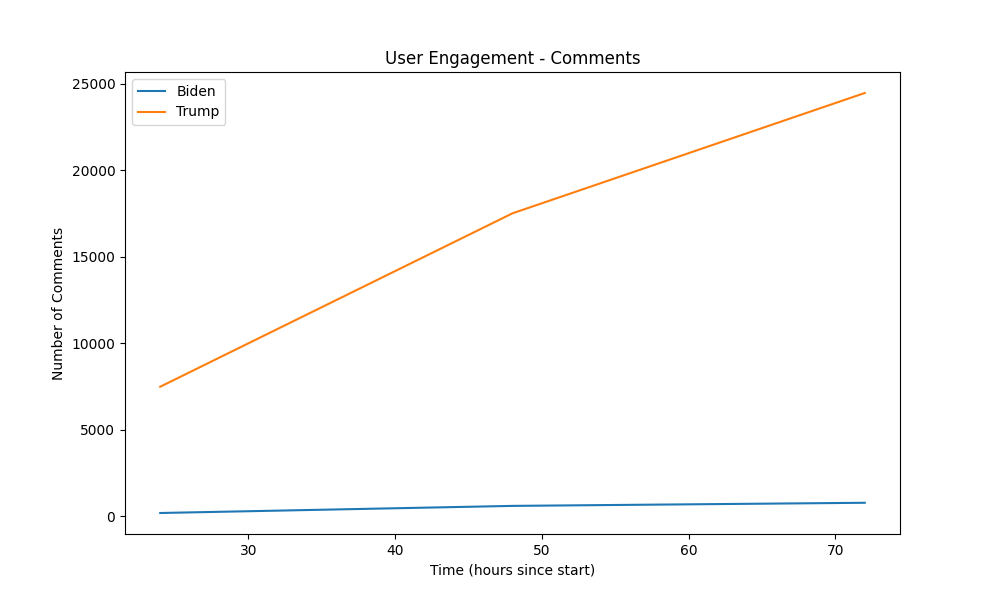 User Engagement - Comments
Biden
Trump
25000
20000
15000
10000
5000
0
Number of Comments
30 40 50 60 70
Time (hours since start)